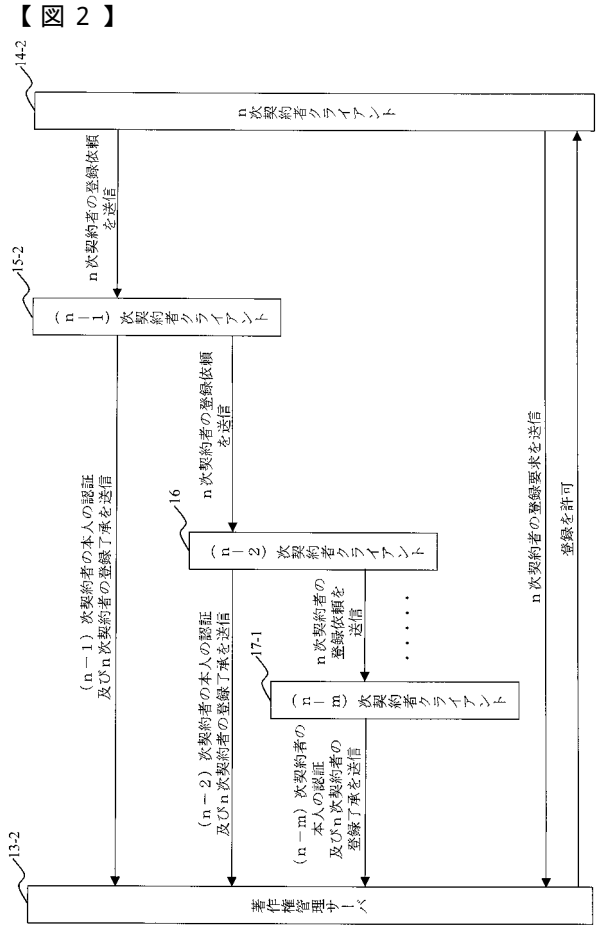 【図２】
14-2
ｎ次契約者クライアント
ｎ次契約者の登録依頼
を送信
15-2
（ｎ－１）次契約者クライアント
ｎ次契約者の登録依頼
を送信
（ｎ－１）次契約者の本人の認証
及びｎ次契約者の登録了承を送信
16
（ｎ－２）次契約者クライアント
ｎ次契約者の
登録依頼を
送信
・・・・・・
（ｎ－２）次契約者の本人の認証
及びｎ次契約者の登録了承を送信
17-1
（ｎ－ｍ）次契約者クライアント
（ｎ－ｍ）次契約者の
本人の認証
及びｎ次契約者の
登録了承を送信
ｎ次契約者の登録要求を送信
登録を許可
13-2
著作権管理サーバ